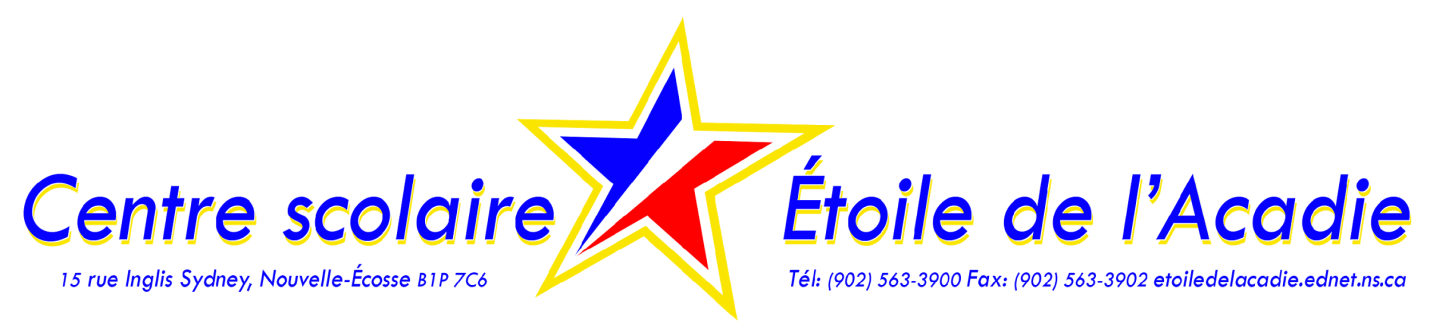 Centre scolaire Étoile de l'Acadie
15 rue Inglis Sydney, Nouvelle-Écosse B1P 7C6 Tél: (902) 563-3900 Fax: (902) 563-3902 etoiledelacadie.ednet.ns.ca